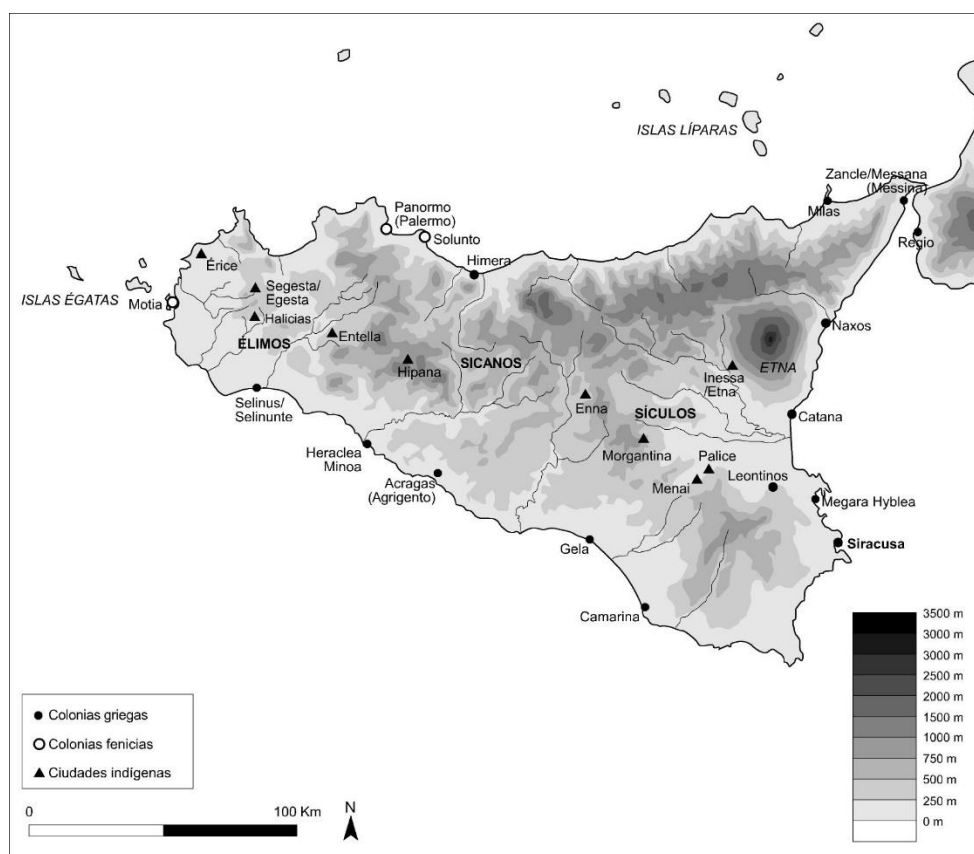 ISLAS LÍPARAS
Zancle/Messana
(Messina)
Milas
Regio
Panormo
(Palermo)
Solunto
Himera
Érice
ISLAS ÉGATAS
Motia
Segesta/
Egesta
Halicias
ÉLIMOS
Entella
Hipana
SICANOS
Naxos
ETNA
Inessa
/Etna
Enna
SÍCULOS
Catana
Selinus/
Selinunte
Heraclea
Minoa
Morgantina
Palice
Menai
Leontinos
Acragas
(Agrigento)
Megara Hyblea
Siracusa
Gela
Camarina
3500 m
3000 m
3000 m
2500 m
2000 m
1500 m
1000 m
750 m
500 m
250 m
0 m
Colonias griegas
Colonias fenicias
Ciudades indígenas
0 100 Km
N